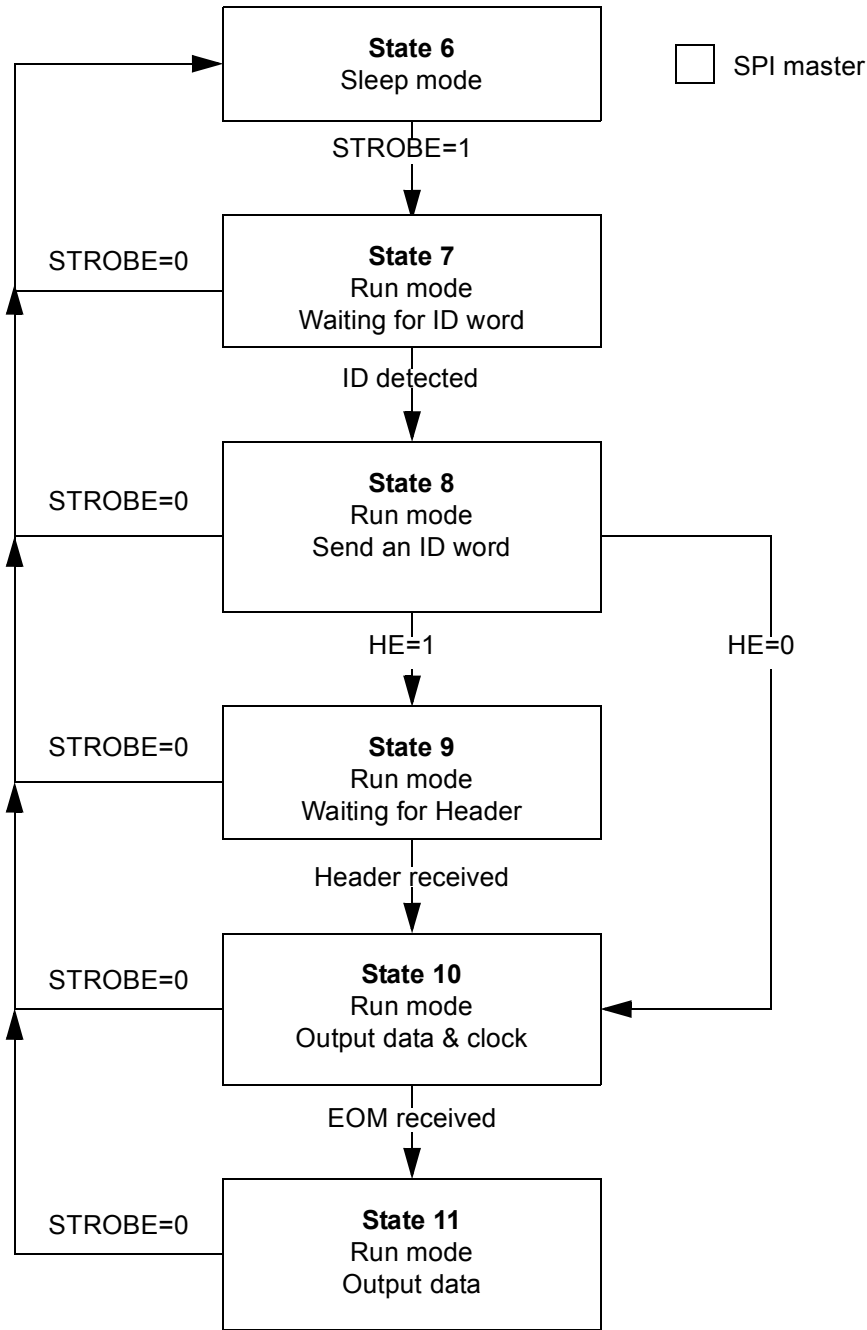 State 6
Sleep mode
SPI master
STROBE=1
STROBE=0
State 7
Run mode
Waiting for ID word
ID detected
STROBE=0
State 8
Run mode
Send an ID word
HE=1
HE=0
STROBE=0
State 9
Run mode
Waiting for Header
Header received
STROBE=0
State 10
Run mode
Output data & clock
EOM received
STROBE=0
State 11
Run mode
Output data